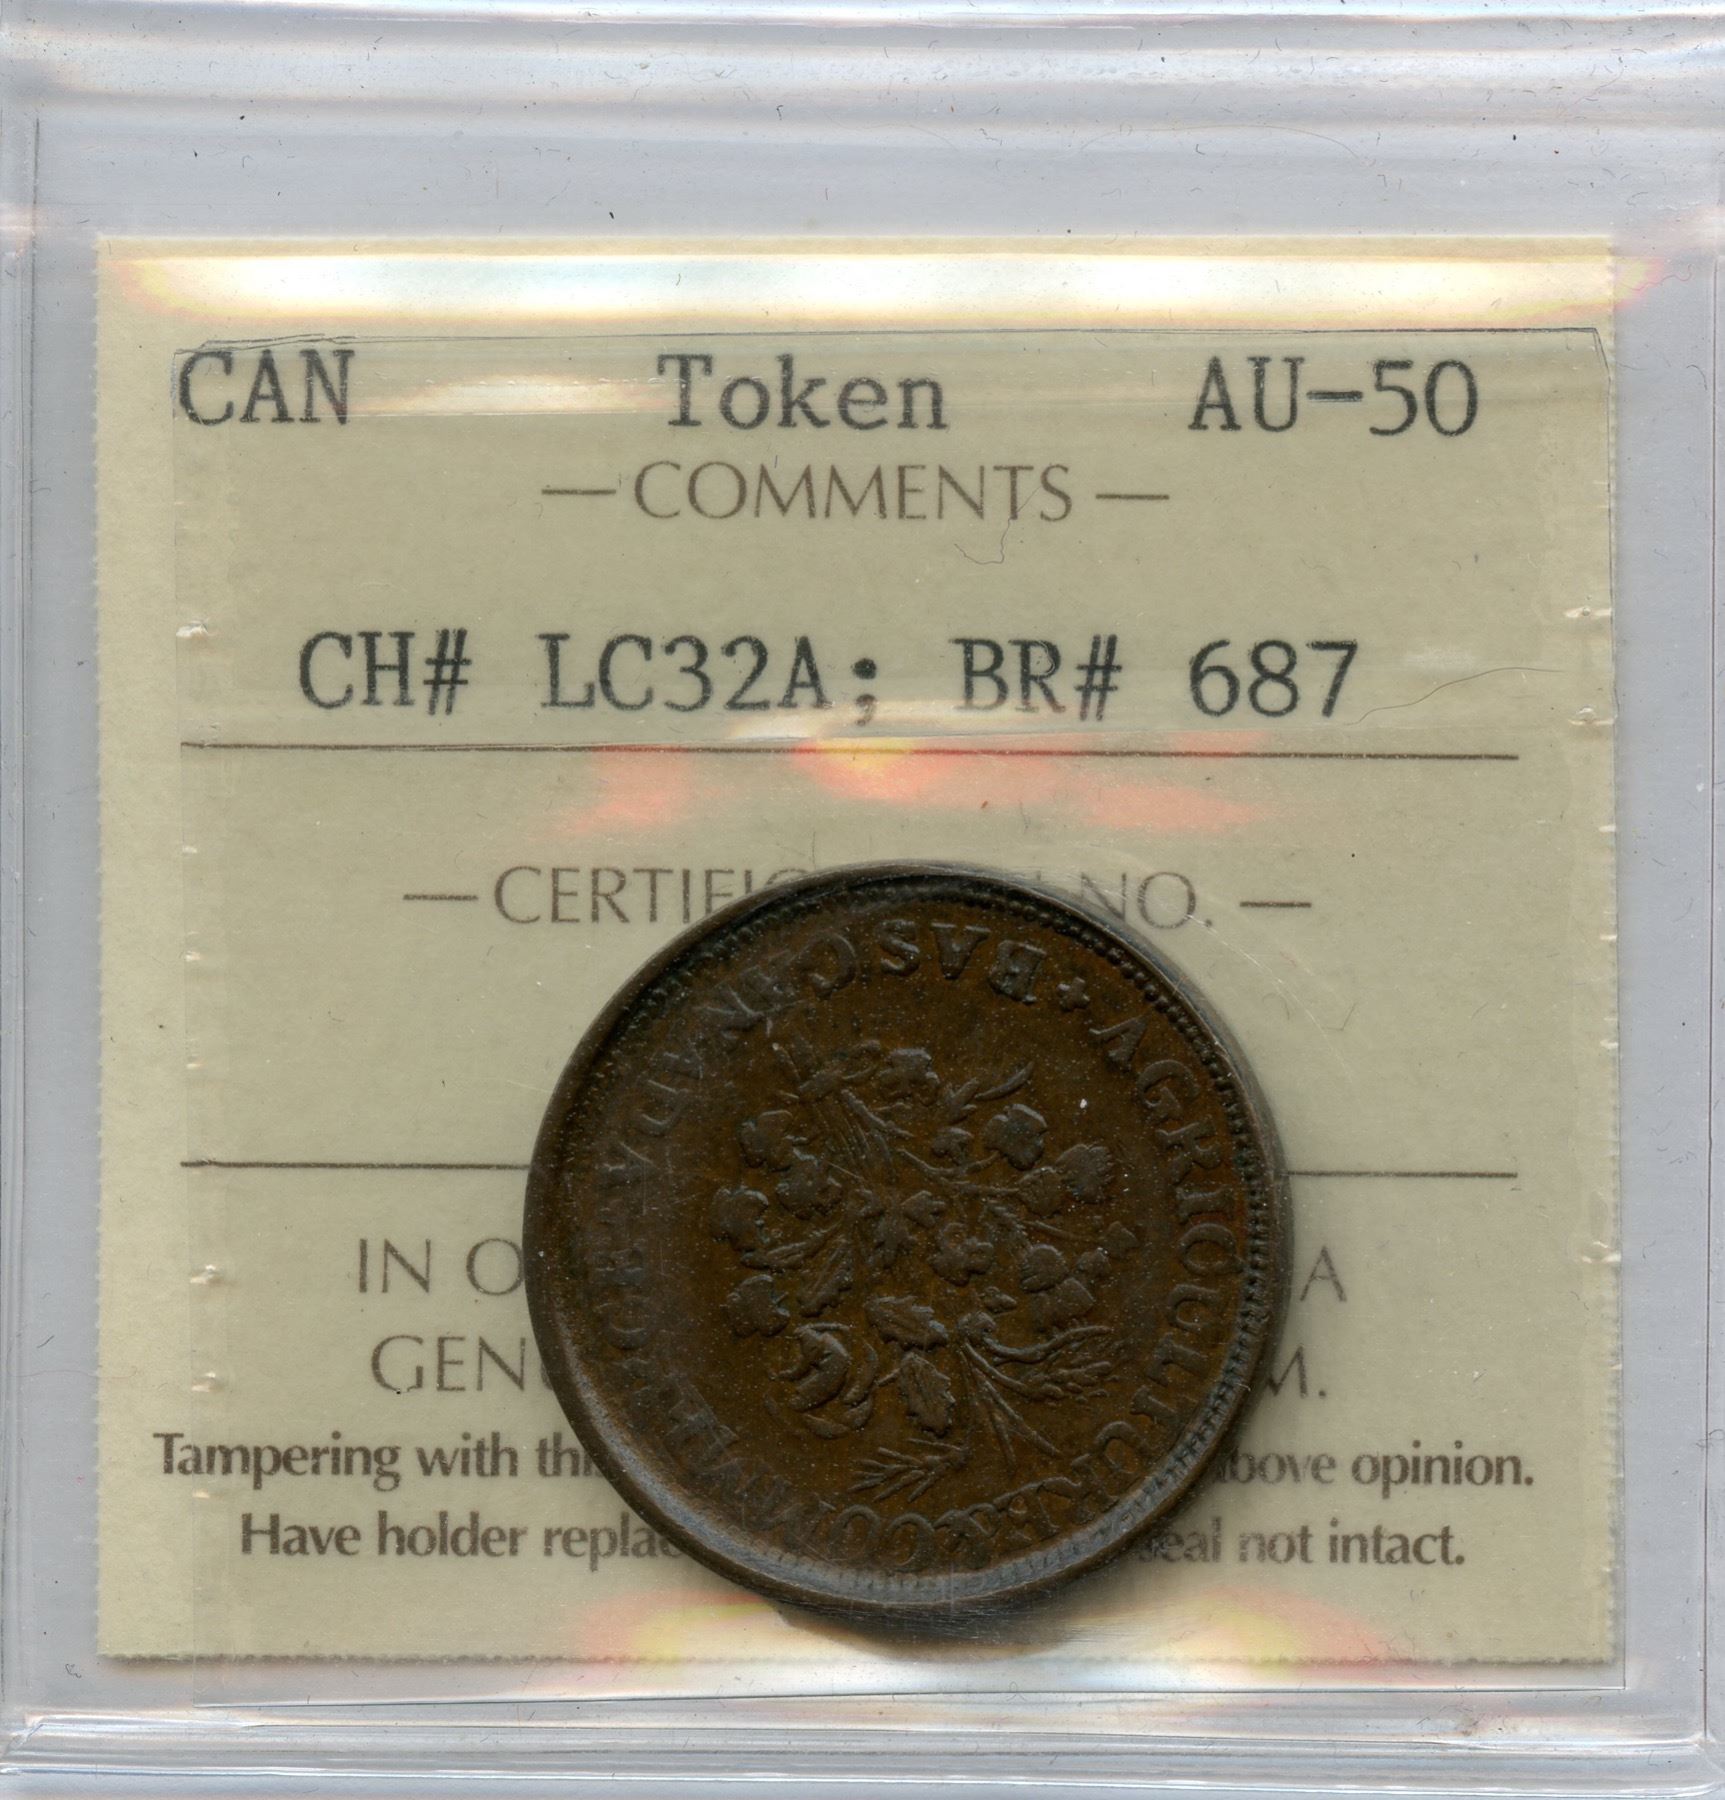 CAN Token AU-50
— COMMENTS —
CH# LC32A; BR# 687
— CERTIFIC NO. —
AGRICULTURE & COMMERCE
BAS CANADA
IN O A
GEN M.
Tampering with thi above opinion.
Have holder replac seal not intact.